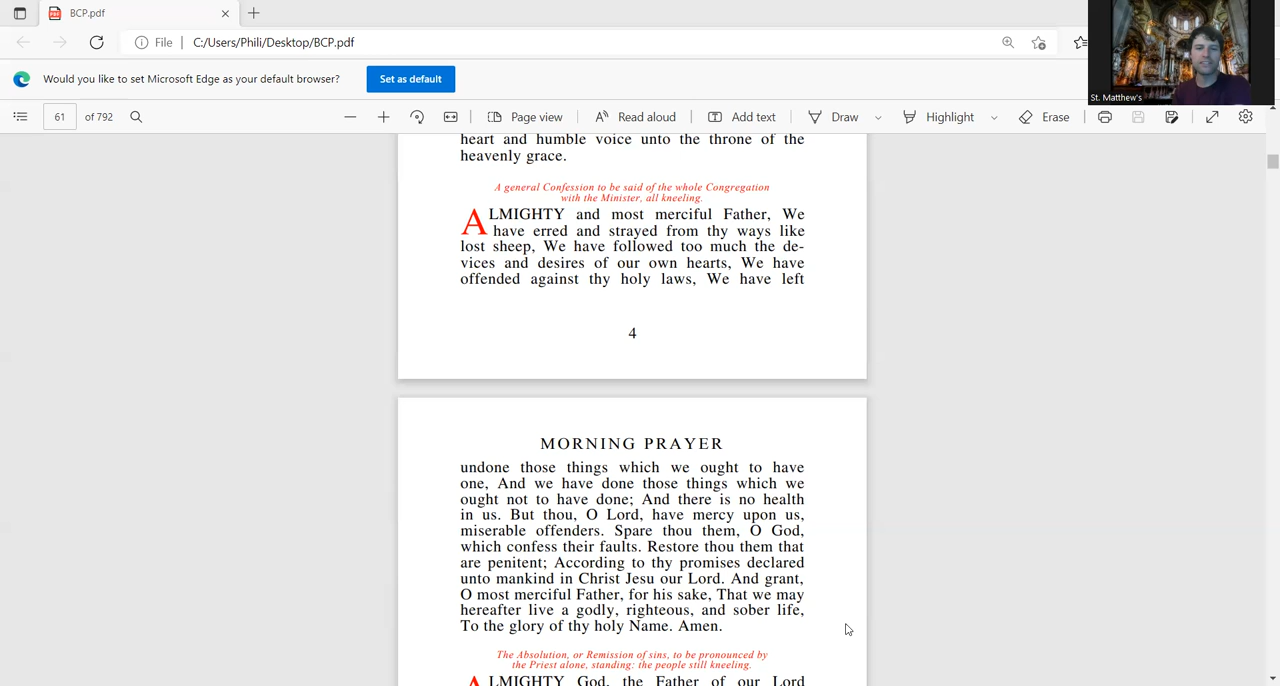 BCP.pdf
File
C:/Users/Phili/Desktop/BCP.pdf
Would you like to set Microsoft Edge as your default browser?
Set as default
St. Matthew's
61 of 792
Page view
Read aloud
Add text
Draw
Highlight
Erase
heart and humble voice unto the throne of the
heavenly grace.
A general Confession to be said of the whole Congregation
with the Minister, all kneeling.
ALMIGHTY and most merciful Father, We
have erred and strayed from thy ways like
lost sheep, We have followed too much the de-
vices and desires of our own hearts, We have
offended against thy holy laws, We have left
4
MORNING PRAYER
undone those things which we ought to have
one, And we have done those things which we
ought not to have done; And there is no health
in us. But thou, O Lord, have mercy upon us,
miserable offenders. Spare thou them, O God,
which confess their faults. Restore thou them that
are penitent; According to thy promises declared
unto mankind in Christ Jesu our Lord. And grant,
O most merciful Father, for his sake, That we may
hereafter live a godly, righteous, and sober life,
To the glory of thy holy Name. Amen.
The Absolution, or Remission of sins, to be pronounced by
the Priest alone, standing: the people still kneeling.
ALMIGHTY God, the Father of our Lord